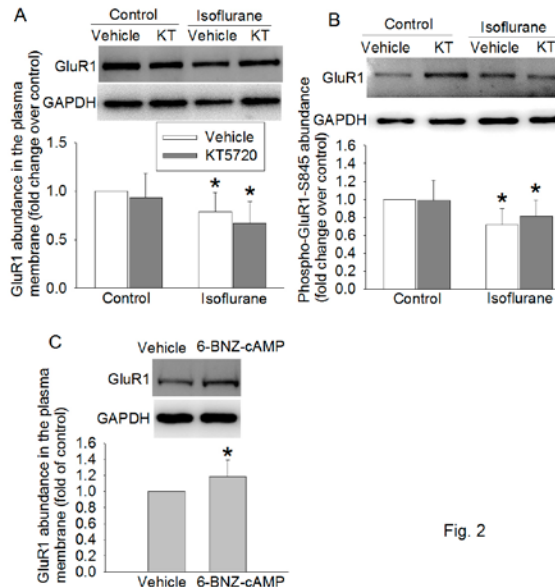 A
Control Isoflurane
Vehicle KT Vehicle KT
GluR1
GAPDH
GluR1 abundance in the plasma
membrane (fold change over control)
1.5
1.0
0.5
0.0
Vehicle
KT5720
* *
Control Isoflurane
B
Control Isoflurane
Vehicle KT Vehicle KT
GluR1
GAPDH
Phospho-GluR1-S845 abundance
(fold change over control)
1.6
1.4
1.2
1.0
0.8
0.6
0.4
0.2
0.0
* *
Control Isoflurane
C
Vehicle 6-BNZ-cAMP
GluR1
GAPDH
GluR1 abundance in the plasma
membrane (fold of control)
1.6
1.4
1.2
1.0
0.8
0.6
0.4
0.2
0.0
*
Vehicle 6-BNZ-cAMP
Fig. 2